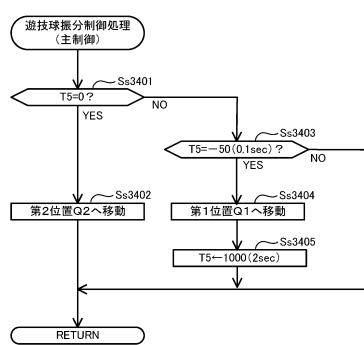 遊技球振分制御処理
(主制御)
Ss3401
T5=0?
NO
YES
Ss3403
T5=-50(0.1sec)?
NO
YES
Ss3402
第2位置Q2へ移動
Ss3404
第1位置Q1へ移動
Ss3405
T5←1000(2sec)
RETURN